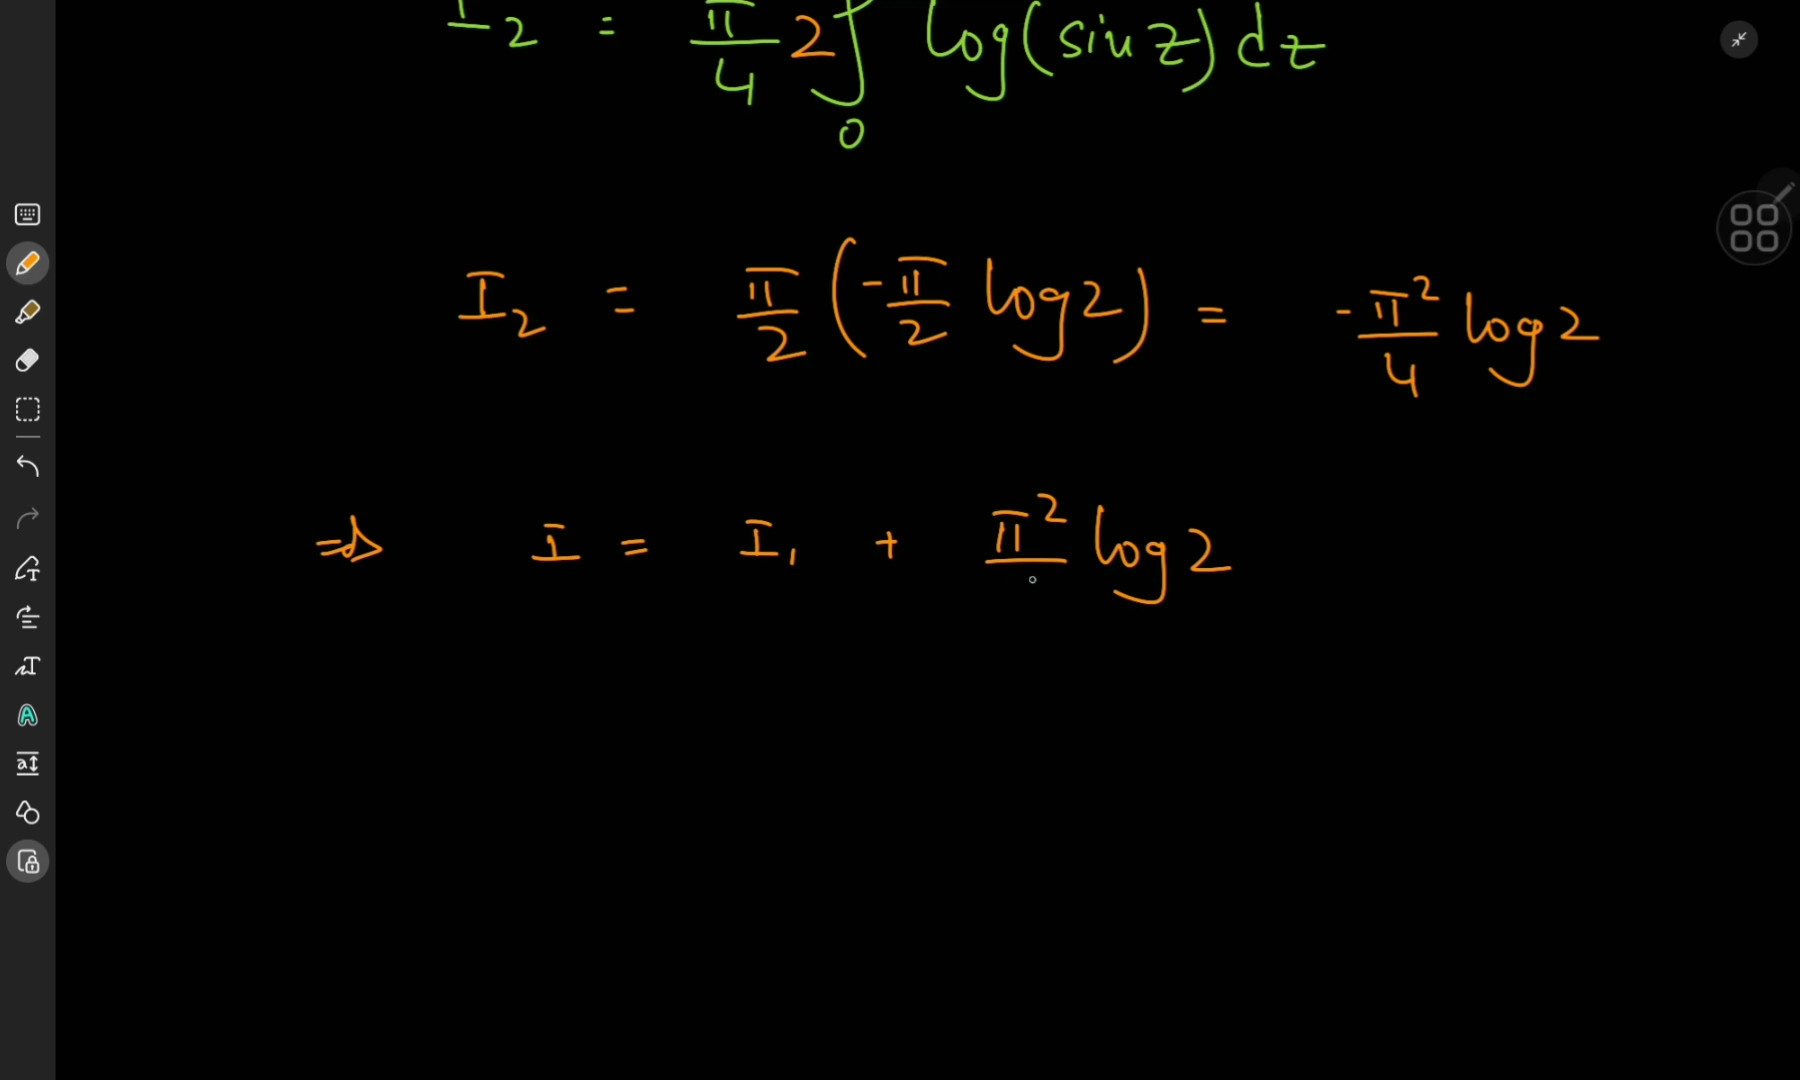 I₂ = π/4 2∫₀ log(sin z) dz
I₂ = π/2 (-π/2 log 2) = -π²/4 log 2
⇒ I = I₁ + π²/ log 2